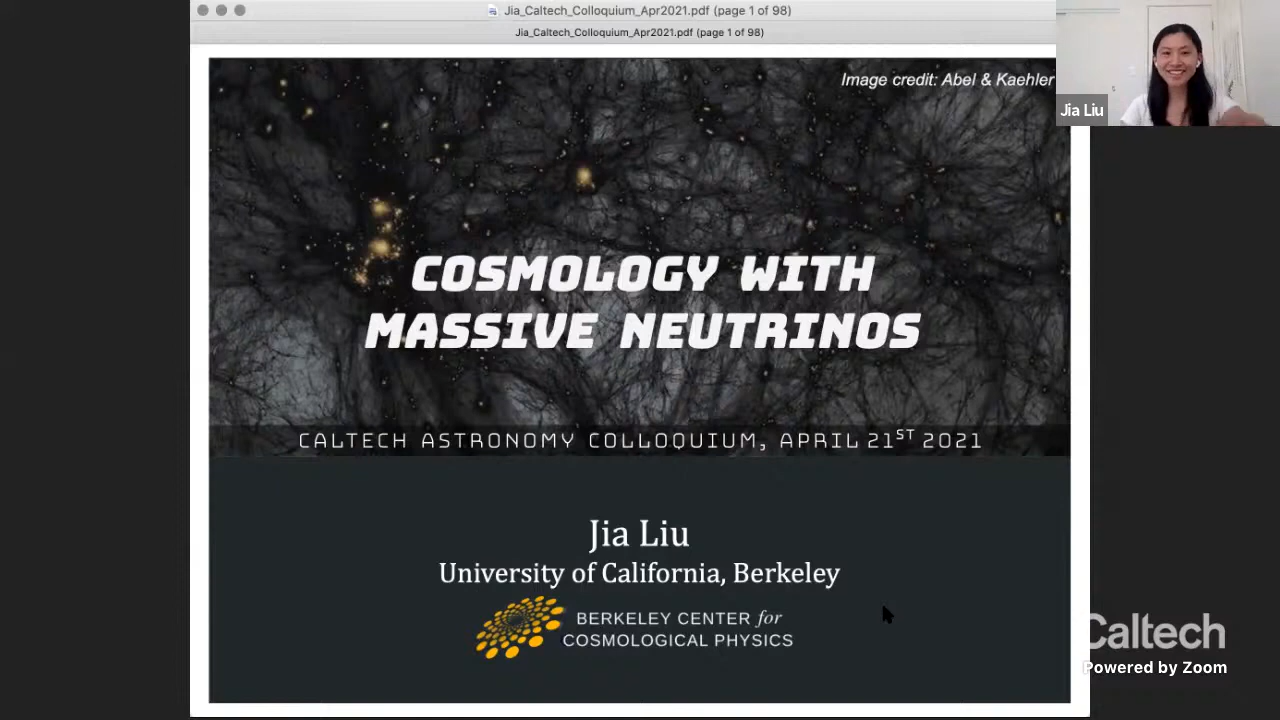 Jia_Caltech_Colloquium_Apr2021.pdf (page 1 of 98)
Jia_Caltech_Colloquium_Apr2021.pdf (page 1 of 98)
Image credit: Abel & Kaehler
Jia Liu
COSMOLOGY WITH
MASSIVE NEUTRINOS
CALTECH ASTRONOMY COLLOQUIUM, APRIL 21ST 2021
Jia Liu
University of California, Berkeley
BERKELEY CENTER for
COSMOLOGICAL PHYSICS
Caltech
Powered by Zoom